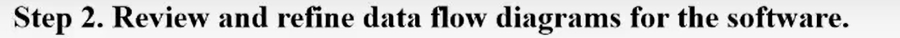 Step 2. Review and refine data flow diagrams for the software.